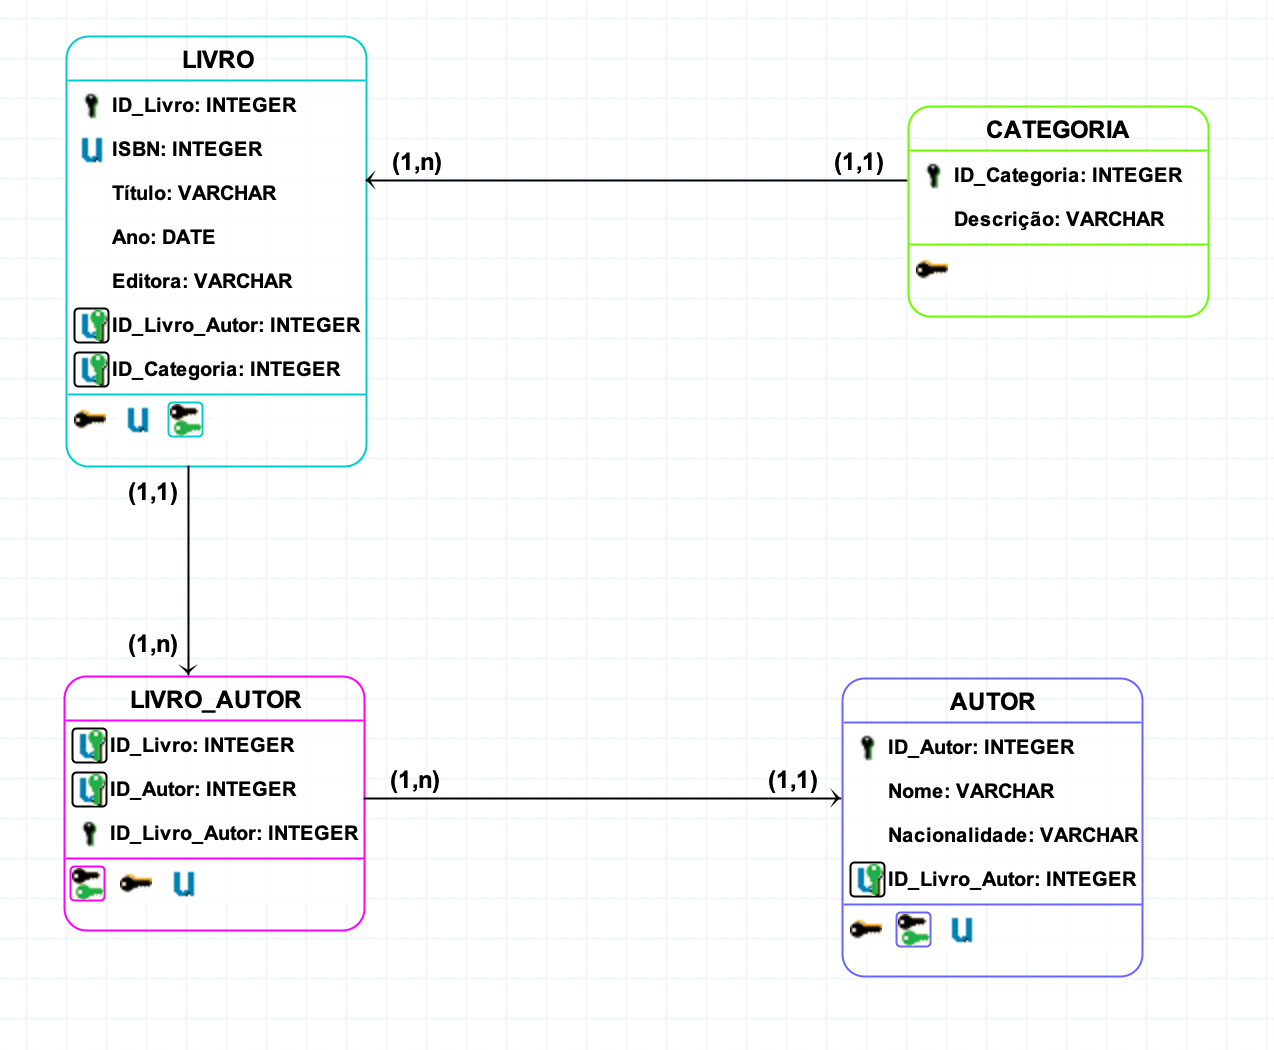 LIVRO
ID_Livro: INTEGER
ISBN: INTEGER
Título: VARCHAR
Ano: DATE
Editora: VARCHAR
ID_Livro_Autor: INTEGER
ID_Categoria: INTEGER
(1,n)
(1,1)
CATEGORIA
ID_Categoria: INTEGER
Descrição: VARCHAR
(1,1)
(1,n)
LIVRO_AUTOR
ID_Livro: INTEGER
ID_Autor: INTEGER
ID_Livro_Autor: INTEGER
(1,n)
(1,1)
AUTOR
ID_Autor: INTEGER
Nome: VARCHAR
Nacionalidade: VARCHAR
ID_Livro_Autor: INTEGER